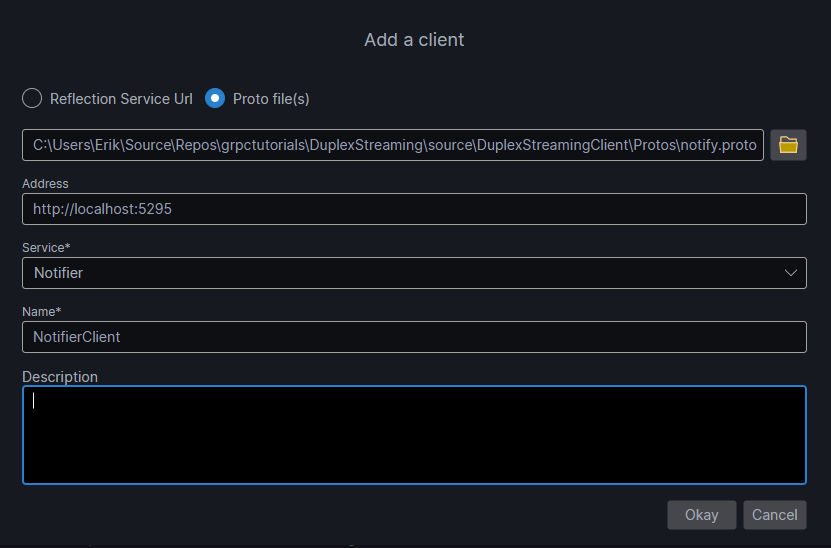 Add a client
Reflection Service Url Proto file(s)
C:\Users\Erik\Source\Repos\grpctutorials\DuplexStreaming\source\DuplexStreamingClient\Protos\notify.proto
Address
http://localhost:5295
Service*
Notifier
Name*
NotifierClient
Description
Okay Cancel